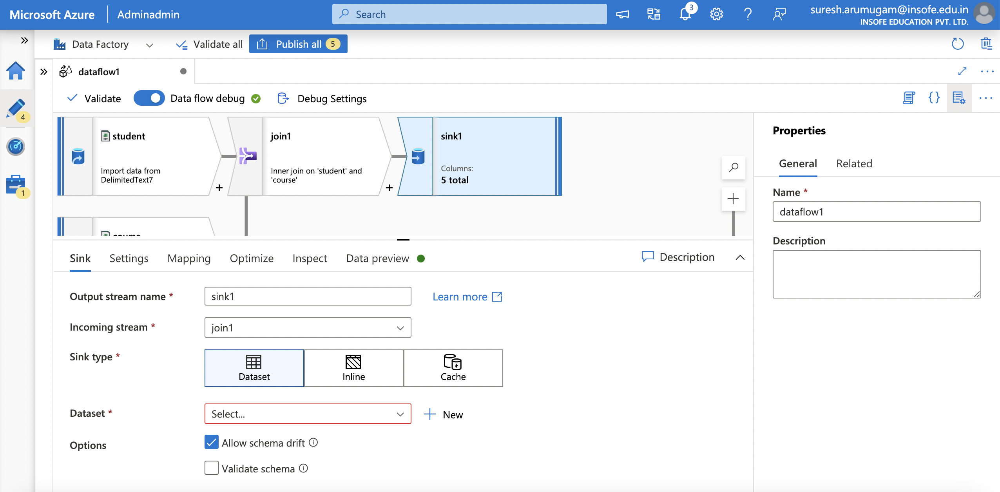 Microsoft Azure
Adminadmin
Search
3
suresh.arumugam@insofe.edu.in
INSOFE EDUCATION PVT. LTD.
Data Factory
Validate all
Publish all 5
dataflow1
Validate
Data flow debug
Debug Settings
4
1
student
Import data from
DelimitedText7
join1
Inner join on 'student' and
'course'
sink1
Columns:
5 total
course
Properties
General
Related
Name *
dataflow1
Description
Sink
Settings
Mapping
Optimize
Inspect
Data preview
Description
Output stream name *
sink1
Learn more
Incoming stream *
join1
Sink type *
Dataset
Inline
Cache
Dataset *
Select...
New
Options
Allow schema drift
Validate schema